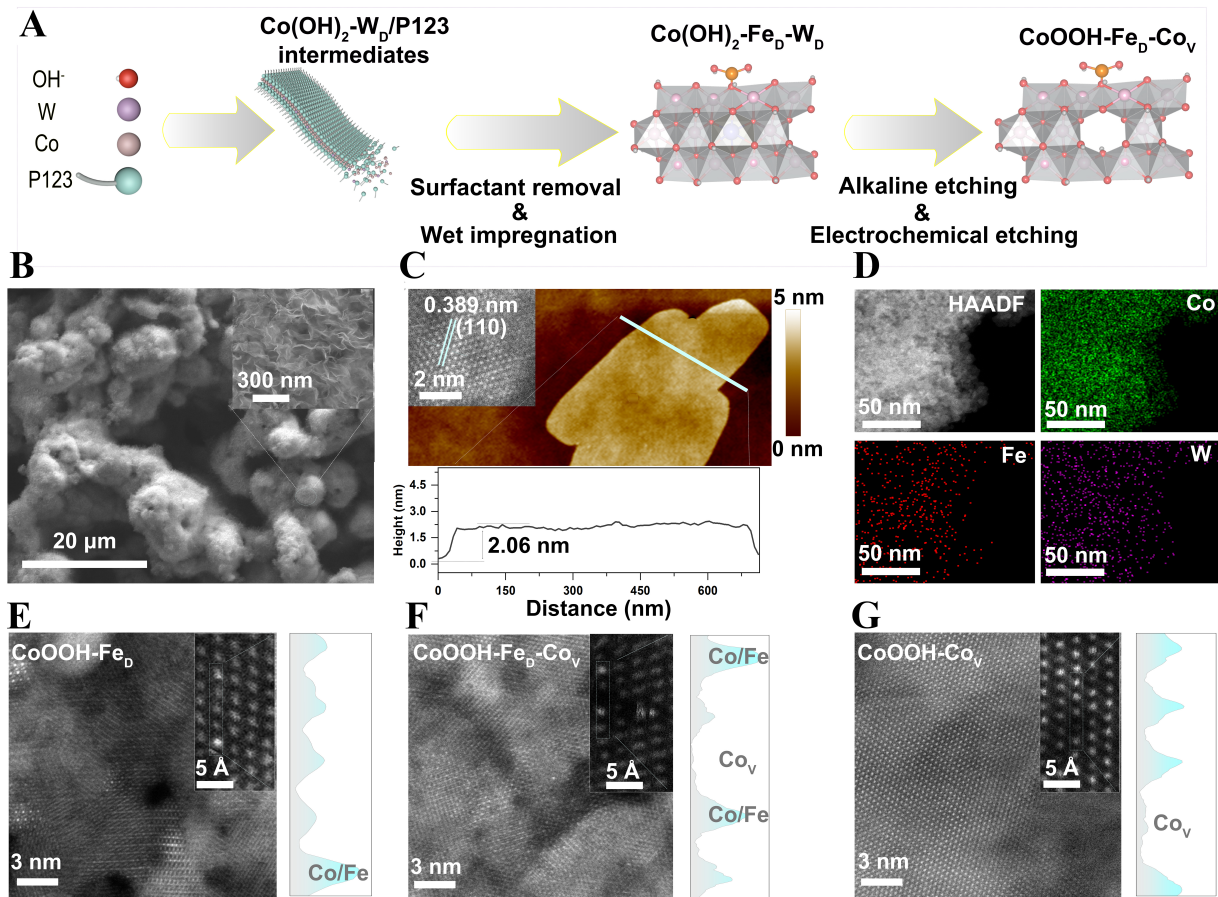 A
OH-
W
Co
P123
Co(OH)2-WD/P123
intermediates
Surfactant removal
&
Wet impregnation
Co(OH)2-FeD-WD
Alkaline etching
&
Electrochemical etching
CoOOH-FeD-CoV
B
300 nm
20 μm
C
0.389 nm
(110)
2 nm
5 nm
0 nm
Height (nm)
4.5
3.0
1.5
0.0
2.06 nm
0
150
300
450
600
Distance (nm)
D
HAADF
50 nm
Co
50 nm
Fe
50 nm
W
50 nm
E
CoOOH-FeD
5 Å
3 nm
Co/Fe
F
CoOOH-FeD-CoV
5 Å
3 nm
Co/Fe
CoV
Co/Fe
G
CoOOH-CoV
5 Å
3 nm
CoV